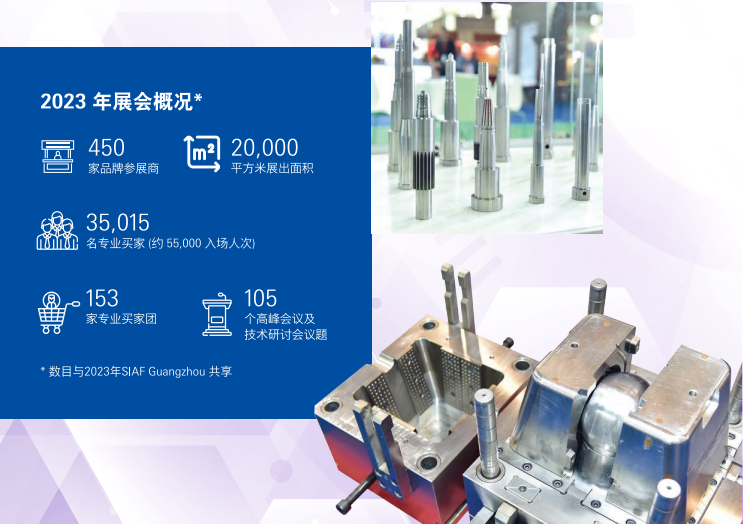 2023 年展会概况*
450
家品牌参展商
m²
20,000
平方米展出面积
35,015
名专业买家 (约 55,000 入场人次)
153
家专业买家团
105
个高峰会议及
技术研讨会议题
* 数目与2023年SIAF Guangzhou 共享